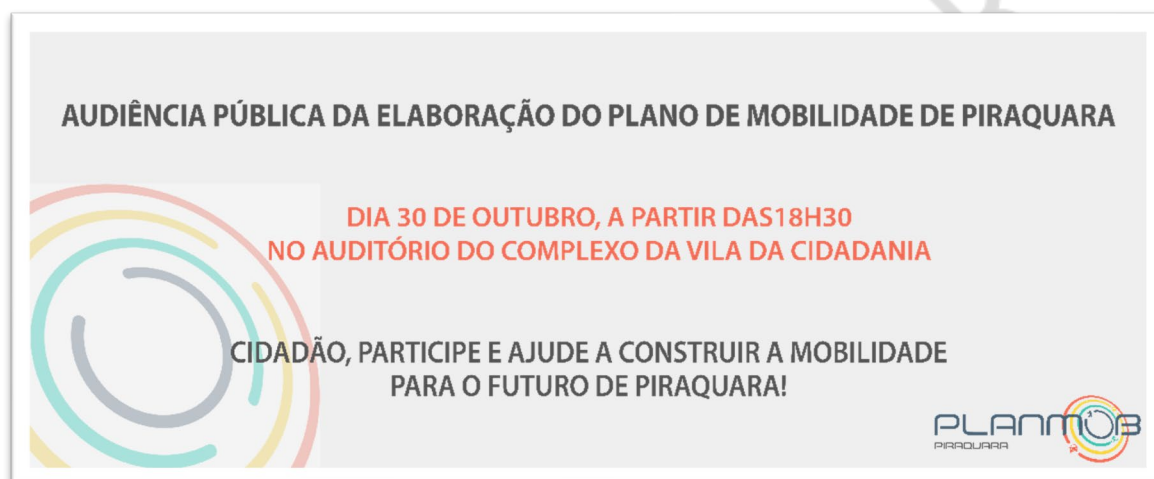 AUDIÊNCIA PÚBLICA DA ELABORAÇÃO DO PLANO DE MOBILIDADE DE PIRAQUARA
DIA 30 DE OUTUBRO, A PARTIR DAS18H30
NO AUDITÓRIO DO COMPLEXO DA VILA DA CIDADANIA
CIDADÃO, PARTICIPE E AJUDE A CONSTRUIR A MOBILIDADE
PARA O FUTURO DE PIRAQUARA!
PLANMOB
PIRAQUARA